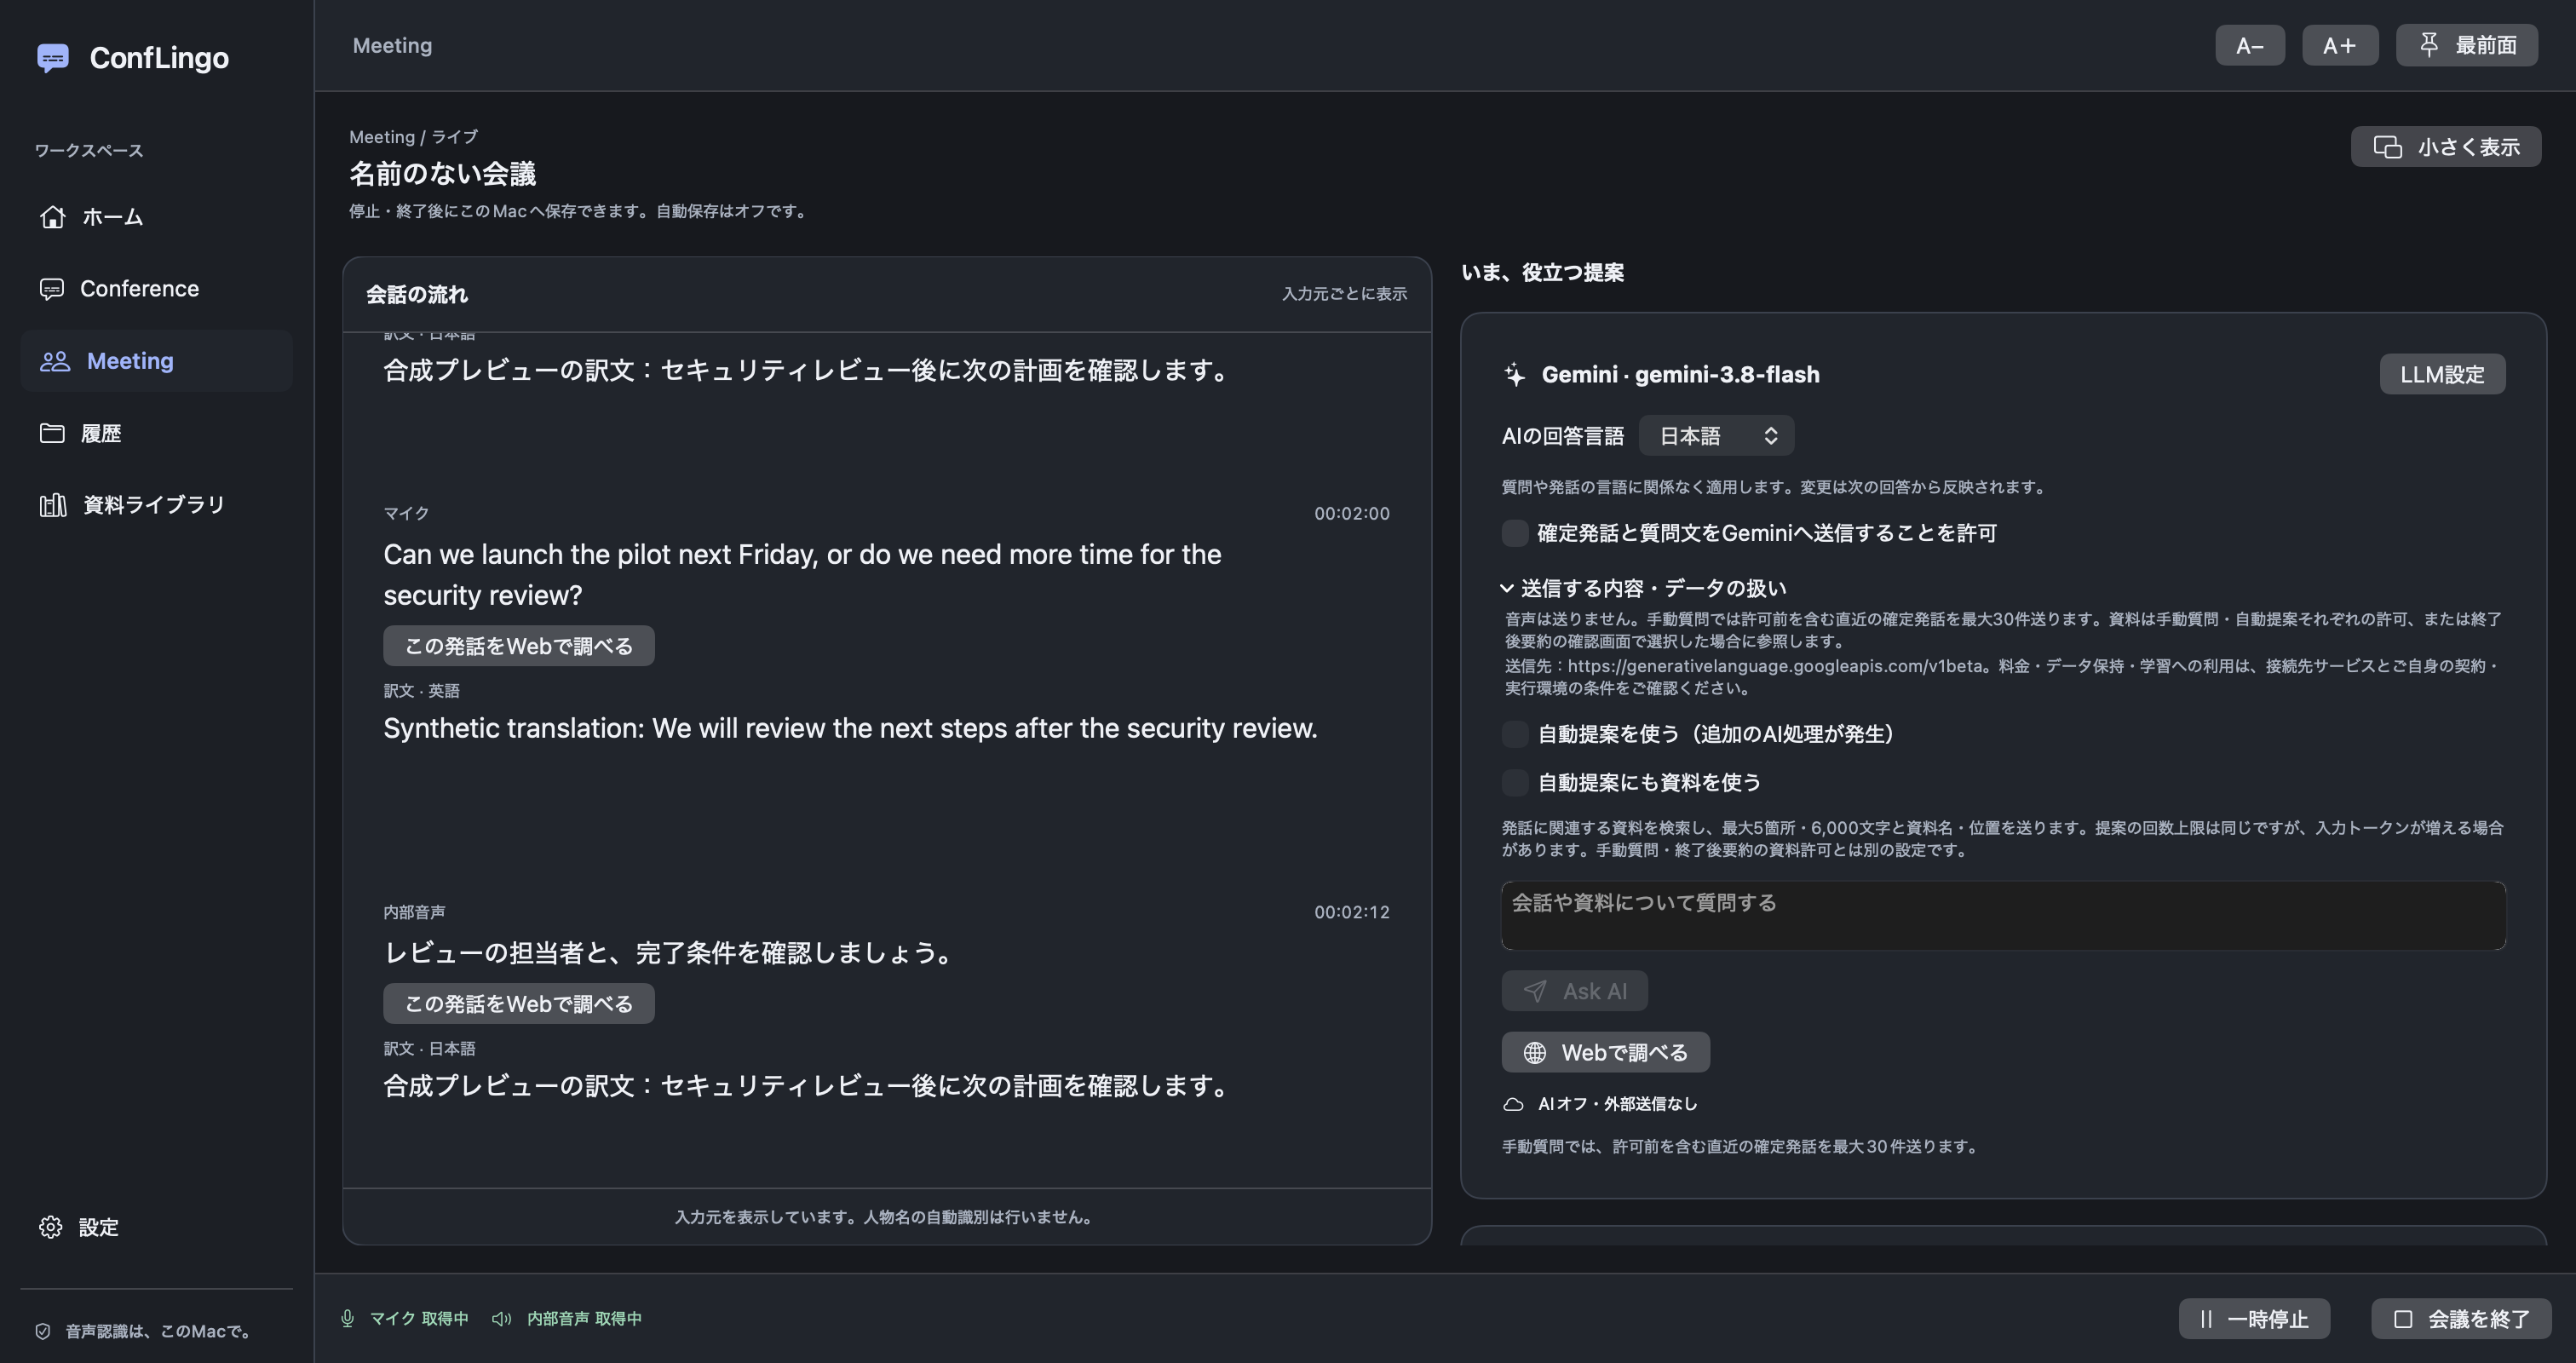 ConfLingo
ワークスペース
ホーム
Conference
Meeting
履歴
資料ライブラリ
設定
音声認識は、このMacで。
Meeting
A−
A+
最前面
Meeting / ライブ
名前のない会議
停止・終了後にこのMacへ保存できます。自動保存はオフです。
小さく表示
会話の流れ
入力元ごとに表示
訳文 · 日本語
合成プレビューの訳文：セキュリティレビュー後に次の計画を確認します。
マイク
00:02:00
Can we launch the pilot next Friday, or do we need more time for the
security review?
この発話をWebで調べる
訳文 · 英語
Synthetic translation: We will review the next steps after the security review.
内部音声
00:02:12
レビューの担当者と、完了条件を確認しましょう。
この発話をWebで調べる
訳文 · 日本語
合成プレビューの訳文：セキュリティレビュー後に次の計画を確認します。
入力元を表示しています。人物名の自動識別は行いません。
いま、役立つ提案
Gemini · gemini-3.8-flash
LLM設定
AIの回答言語
日本語
質問や発話の言語に関係なく適用します。変更は次の回答から反映されます。
確定発話と質問文をGeminiへ送信することを許可
送信する内容・データの扱い
音声は送りません。手動質問では許可前を含む直近の確定発話を最大30件送ります。資料は手動質問・自動提案それぞれの許可、または終了
後要約の確認画面で選択した場合に参照します。
送信先：https://generativelanguage.googleapis.com/v1beta。料金・データ保持・学習への利用は、接続先サービスとご自身の契約・
実行環境の条件をご確認ください。
自動提案を使う（追加のAI処理が発生）
自動提案にも資料を使う
発話に関連する資料を検索し、最大5箇所・6,000文字と資料名・位置を送ります。提案の回数上限は同じですが、入力トークンが増える場合
があります。手動質問・終了後要約の資料許可とは別の設定です。
会話や資料について質問する
Ask AI
Webで調べる
AIオフ・外部送信なし
手動質問では、許可前を含む直近の確定発話を最大30件送ります。
マイク 取得中
内部音声 取得中
一時停止
会議を終了